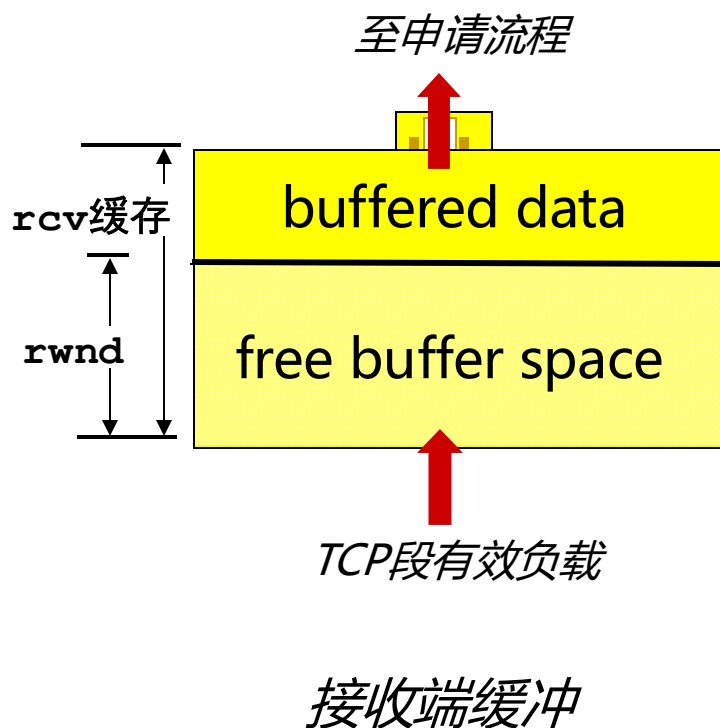 至申请流程
buffered data
rcv缓存
rwnd
free buffer space
TCP段有效负载
接收端缓冲